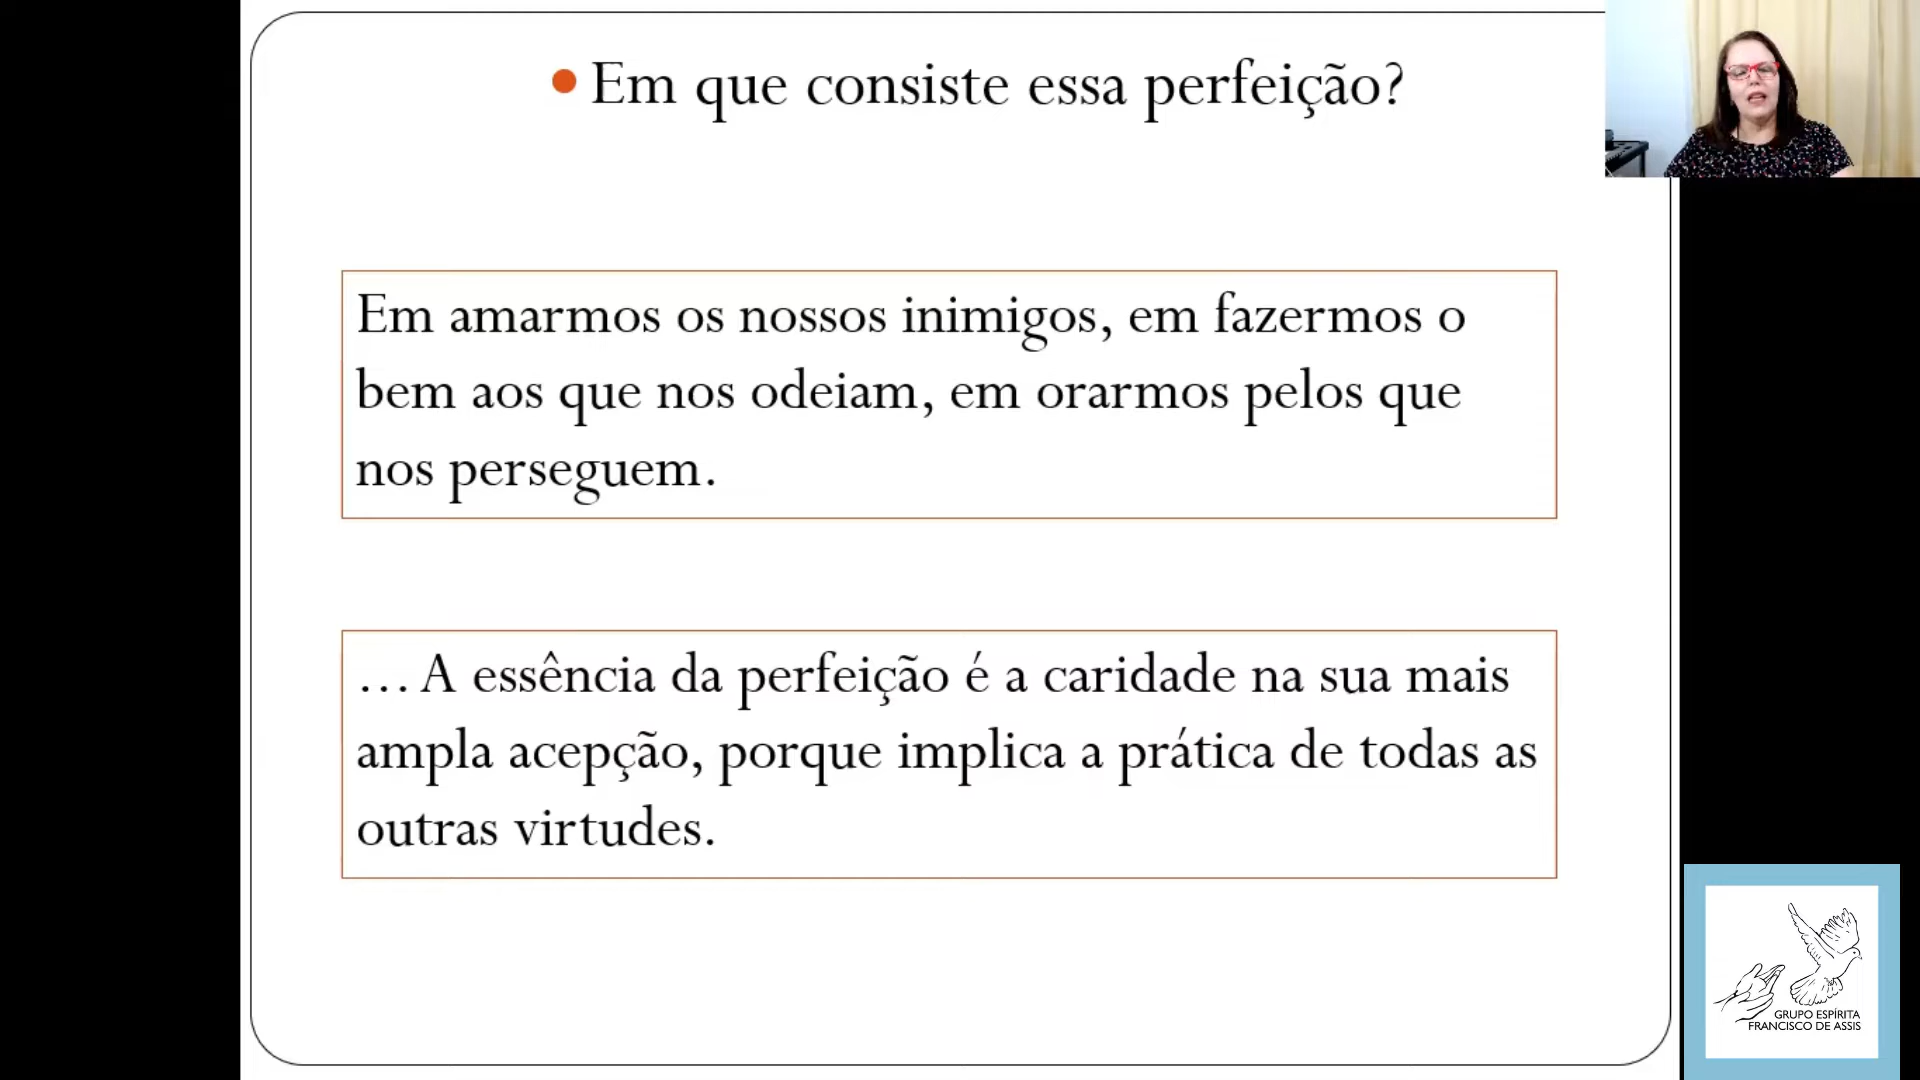 Em que consiste essa perfeição?
Em amarmos os nossos inimigos, em fazermos o
bem aos que nos odeiam, em orarmos pelos que
nos perseguem.
... A essência da perfeição é a caridade na sua mais
ampla acepção, porque implica a prática de todas as
outras virtudes.
GRUPO ESPÍRITA
FRANCISCO DE ASSIS